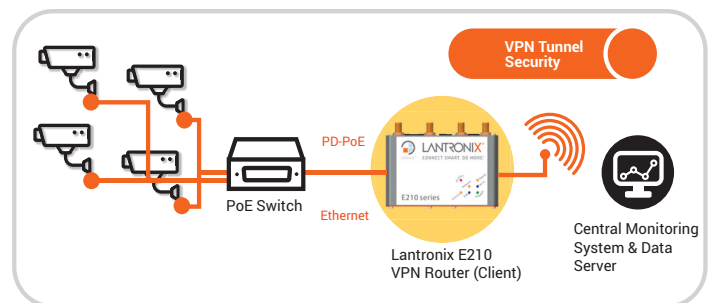 VPN Tunnel
Security
PD-PoE
LANTRONIX
CONNECT SMART. DO MORE.
E210 series
PoE Switch
Ethernet
Lantronix E210
VPN Router (Client)
Central Monitoring
System & Data
Server